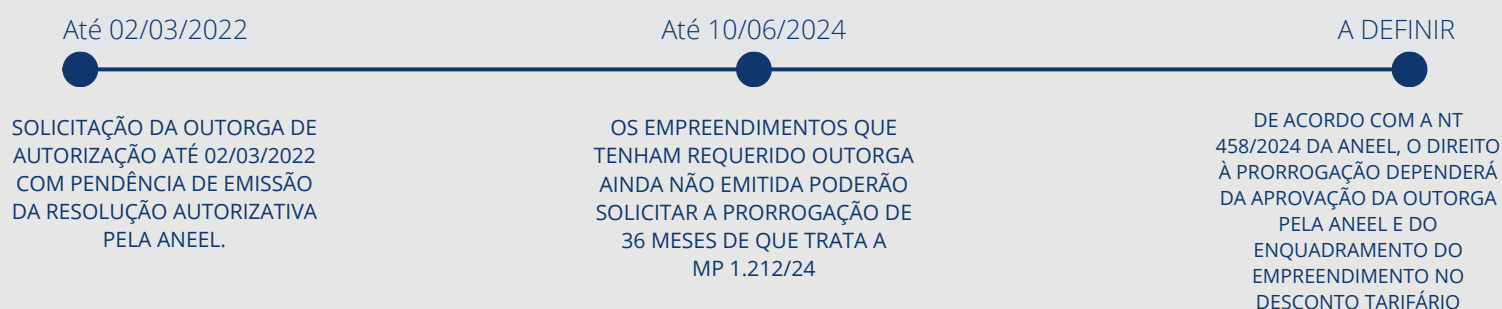 Até 02/03/2022
SOLICITAÇÃO DA OUTORGA DE
AUTORIZAÇÃO ATÉ 02/03/2022
COM PENDÊNCIA DE EMISSÃO
DA RESOLUÇÃO AUTORIZATIVA
PELA ANEEL.
Até 10/06/2024
OS EMPREENDIMENTOS QUE
TENHAM REQUERIDO OUTORGA
AINDA NÃO EMITIDA PODERÃO
SOLICITAR A PRORROGAÇÃO DE
36 MESES DE QUE TRATA A
MP 1.212/24
A DEFINIR
DE ACORDO COM A NT
458/2024 DA ANEEL, O DIREITO
À PRORROGAÇÃO DEPENDERÁ
DA APROVAÇÃO DA OUTORGA
PELA ANEEL E DO
ENQUADRAMENTO DO
EMPREENDIMENTO NO
DESCONTO TARIFÁRIO